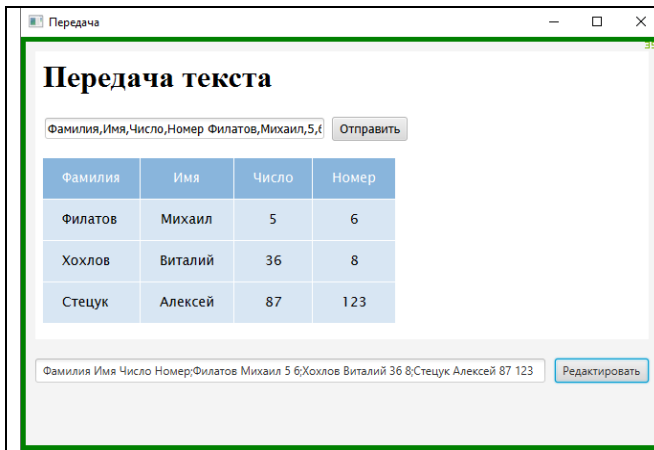 Передача
Передача текста
Фамилия,Имя,Число,Номер Филатов,Михаил,5,6 Отправить
Фамилия Имя Число Номер
Филатов Михаил 5 6
Хохлов Виталий 36 8
Стецук Алексей 87 123
Фамилия Имя Число Номер;Филатов Михаил 5 6;Хохлов Виталий 36 8;Стецук Алексей 87 123 Редактировать